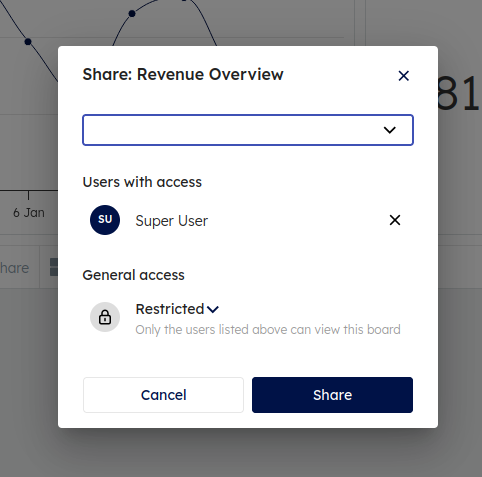 Share: Revenue Overview
81
Users with access
6 Jan
SU
Super User
hare
General access
Restricted
Only the users listed above can view this board
Cancel
Share